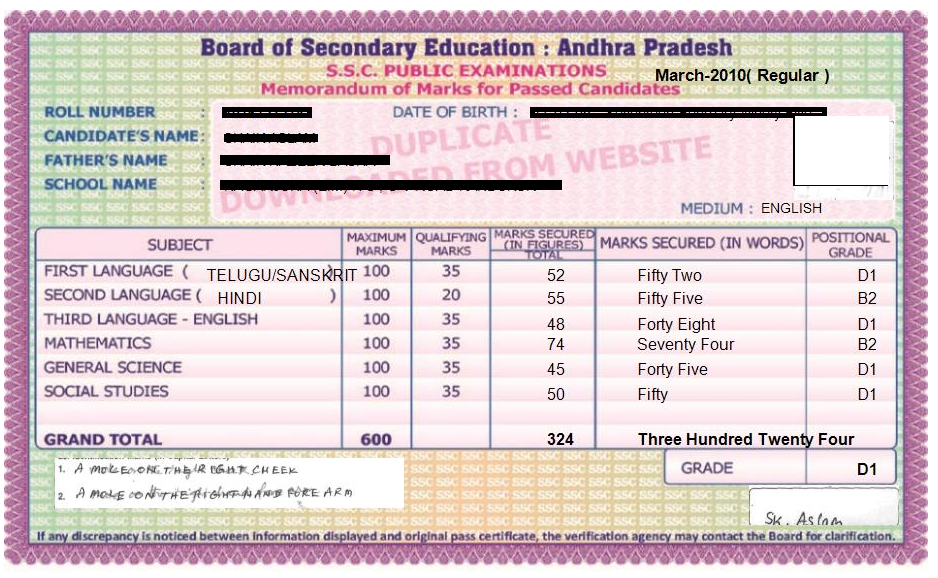 Board of Secondary Education : Andhra Pradesh
S.S.C. PUBLIC EXAMINATIONS March-2010( Regular )
Memorandum of Marks for Passed Candidates
ROLL NUMBER : DATE OF BIRTH :
CANDIDATE'S NAME :
FATHER'S NAME :
SCHOOL NAME :
DUPLICATE
DOWNLOADED FROM WEBSITE
MEDIUM : ENGLISH
SUBJECT MAXIMUM MARKS QUALIFYING MARKS MARKS SECURED (IN FIGURES) TOTAL MARKS SECURED (IN WORDS) POSITIONAL GRADE
FIRST LANGUAGE ( TELUGU/SANSKRIT ) 100 35 52 Fifty Two D1
SECOND LANGUAGE ( HINDI ) 100 20 55 Fifty Five B2
THIRD LANGUAGE - ENGLISH 100 35 48 Forty Eight D1
MATHEMATICS 100 35 74 Seventy Four B2
GENERAL SCIENCE 100 35 45 Forty Five D1
SOCIAL STUDIES 100 35 50 Fifty D1
GRAND TOTAL 600 324 Three Hundred Twenty Four
GRADE D1
1. A MOLE ON THE RIGHT CHEEK
2. A MOLE ON THE RIGHT HAND FORE ARM
Sk. Aslam
If any discrepancy is noticed between information displayed and original pass certificate, the verification agency may contact the Board for clarification.